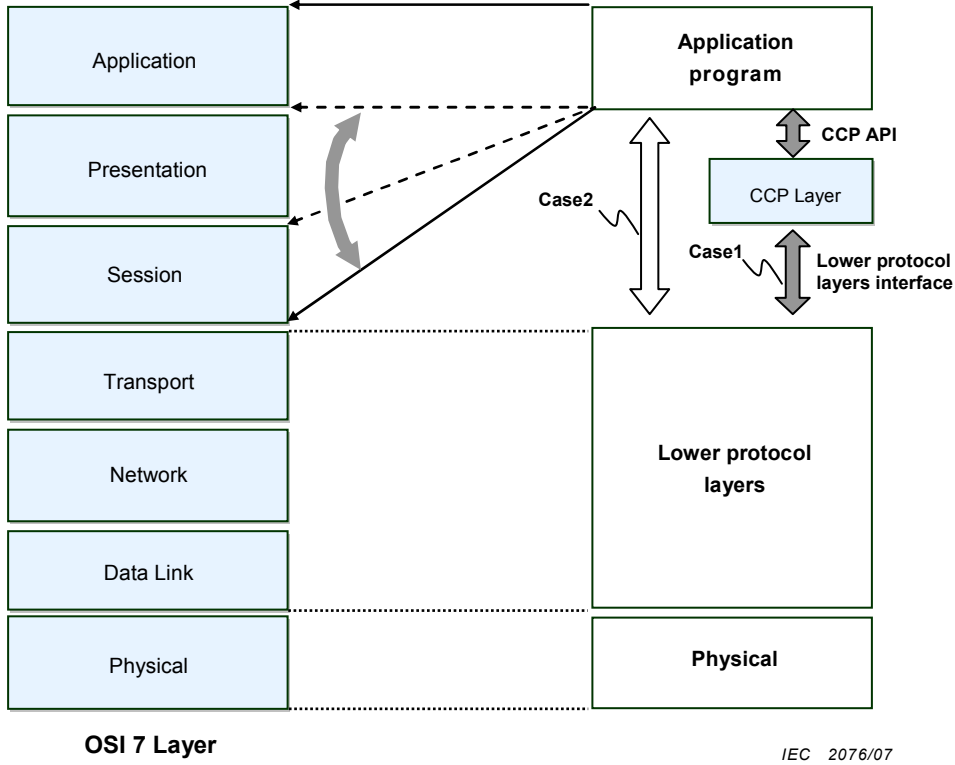 Application
Presentation
Session
Transport
Network
Data Link
Physical
OSI 7 Layer
Application
program
CCP API
CCP Layer
Case2
Case1
Lower protocol
layers interface
Lower protocol
layers
Physical
IEC 2076/07